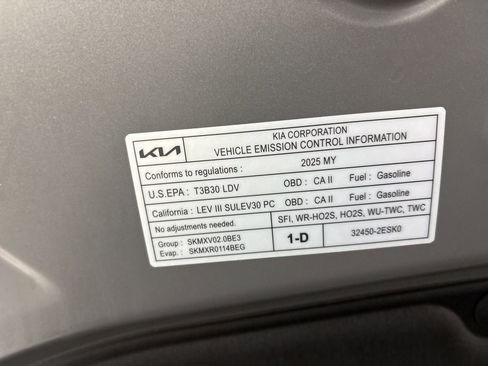 KIA
KIA CORPORATION
VEHICLE EMISSION CONTROL INFORMATION
Conforms to regulations : 2025 MY
U.S.EPA : T3B30 LDV OBD : CA II Fuel : Gasoline
California : LEV III SULEV30 PC OBD : CA II Fuel : Gasoline
No adjustments needed. SFI, WR-HO2S, HO2S, WU-TWC, TWC
Group : SKMXV02.0BE3
Evap. : SKMXR0114BEG
1-D
32450-2ESK0